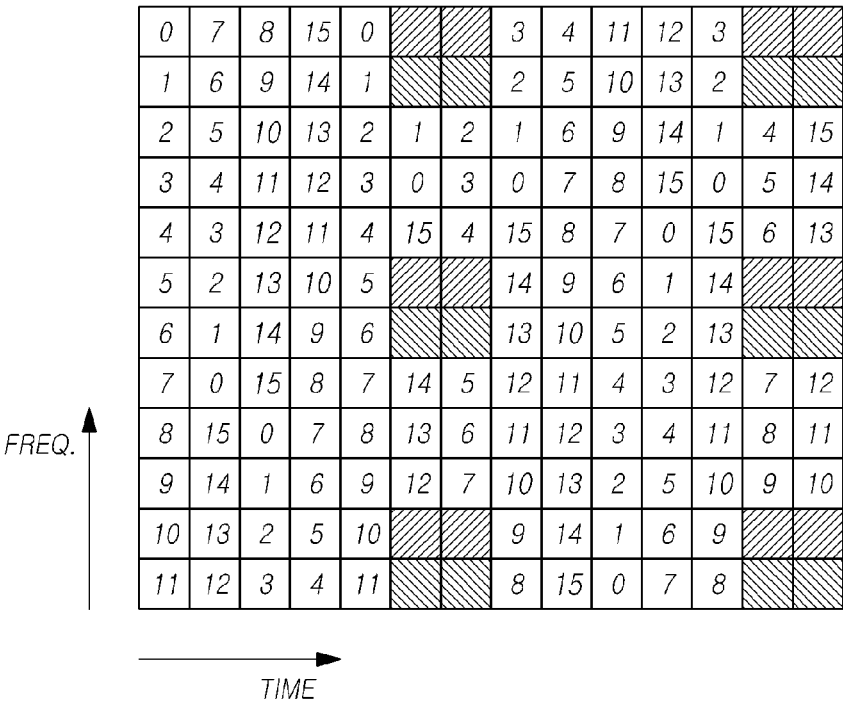 0 7 8 15 0 3 4 11 12 3
1 6 9 14 1 2 5 10 13 2
2 5 10 13 2 1 2 1 6 9 14 1 4 15
3 4 11 12 3 0 3 0 7 8 15 0 5 14
4 3 12 11 4 15 4 15 8 7 0 15 6 13
5 2 13 10 5 14 9 6 1 14
6 1 14 9 6 13 10 5 2 13
7 0 15 8 7 14 5 12 11 4 3 12 7 12
8 15 0 7 8 13 6 11 12 3 4 11 8 11
9 14 1 6 9 12 7 10 13 2 5 10 9 10
10 13 2 5 10 9 14 1 6 9
11 12 3 4 11 8 15 0 7 8
FREQ.
TIME